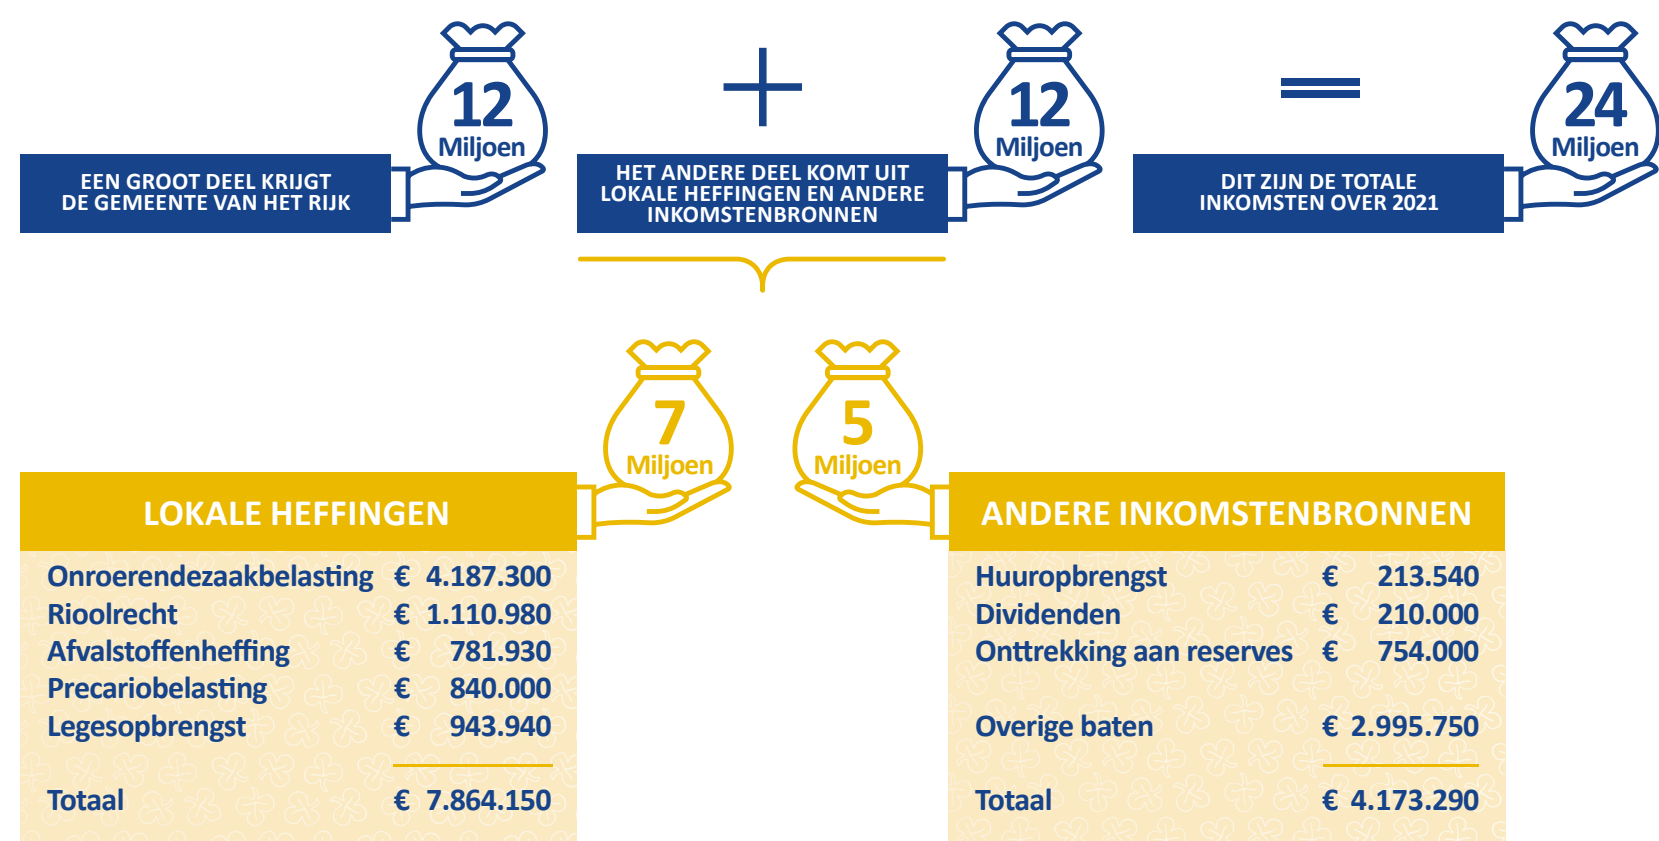 12
Miljoen
EEN GROOT DEEL KRIJGT
DE GEMEENTE VAN HET RIJK
+
12
Miljoen
HET ANDERE DEEL KOMT UIT
LOKALE HEFFINGEN EN ANDERE
INKOMSTENBRONNEN
=
24
Miljoen
DIT ZIJN DE TOTALE
INKOMSTEN OVER 2021
7
Miljoen
5
Miljoen
LOKALE HEFFINGEN
Onroerendezaakbelasting € 4.187.300
Rioolrecht € 1.110.980
Afvalstoffenheffing € 781.930
Precariobelasting € 840.000
Legesopbrengst € 943.940
Totaal € 7.864.150
ANDERE INKOMSTENBRONNEN
Huuropbrengst € 213.540
Dividenden € 210.000
Onttrekking aan reserves € 754.000
Overige baten € 2.995.750
Totaal € 4.173.290